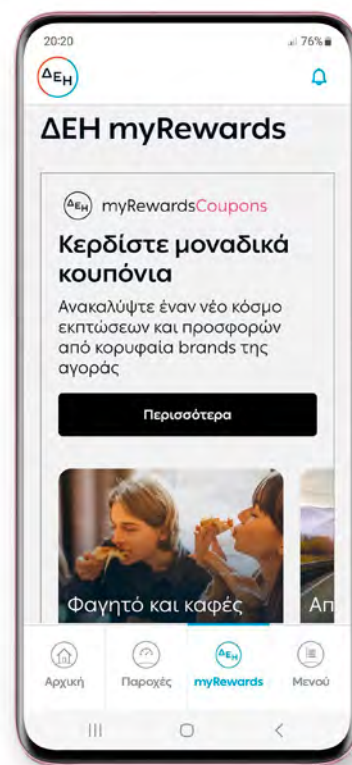 20:20
76%
ΔΕΗ
ΔΕΗ myRewards
ΔΕΗ myRewardsCoupons
Κερδίστε μοναδικά
κουπόνια
Ανακαλύψτε έναν νέο κόσμο
εκπτώσεων και προσφορών
από κορυφαία brands της
αγοράς
Περισσότερα
Φαγητό και καφές
Απ
ΔΕΗ
Αρχική Παροχές myRewards Μενού